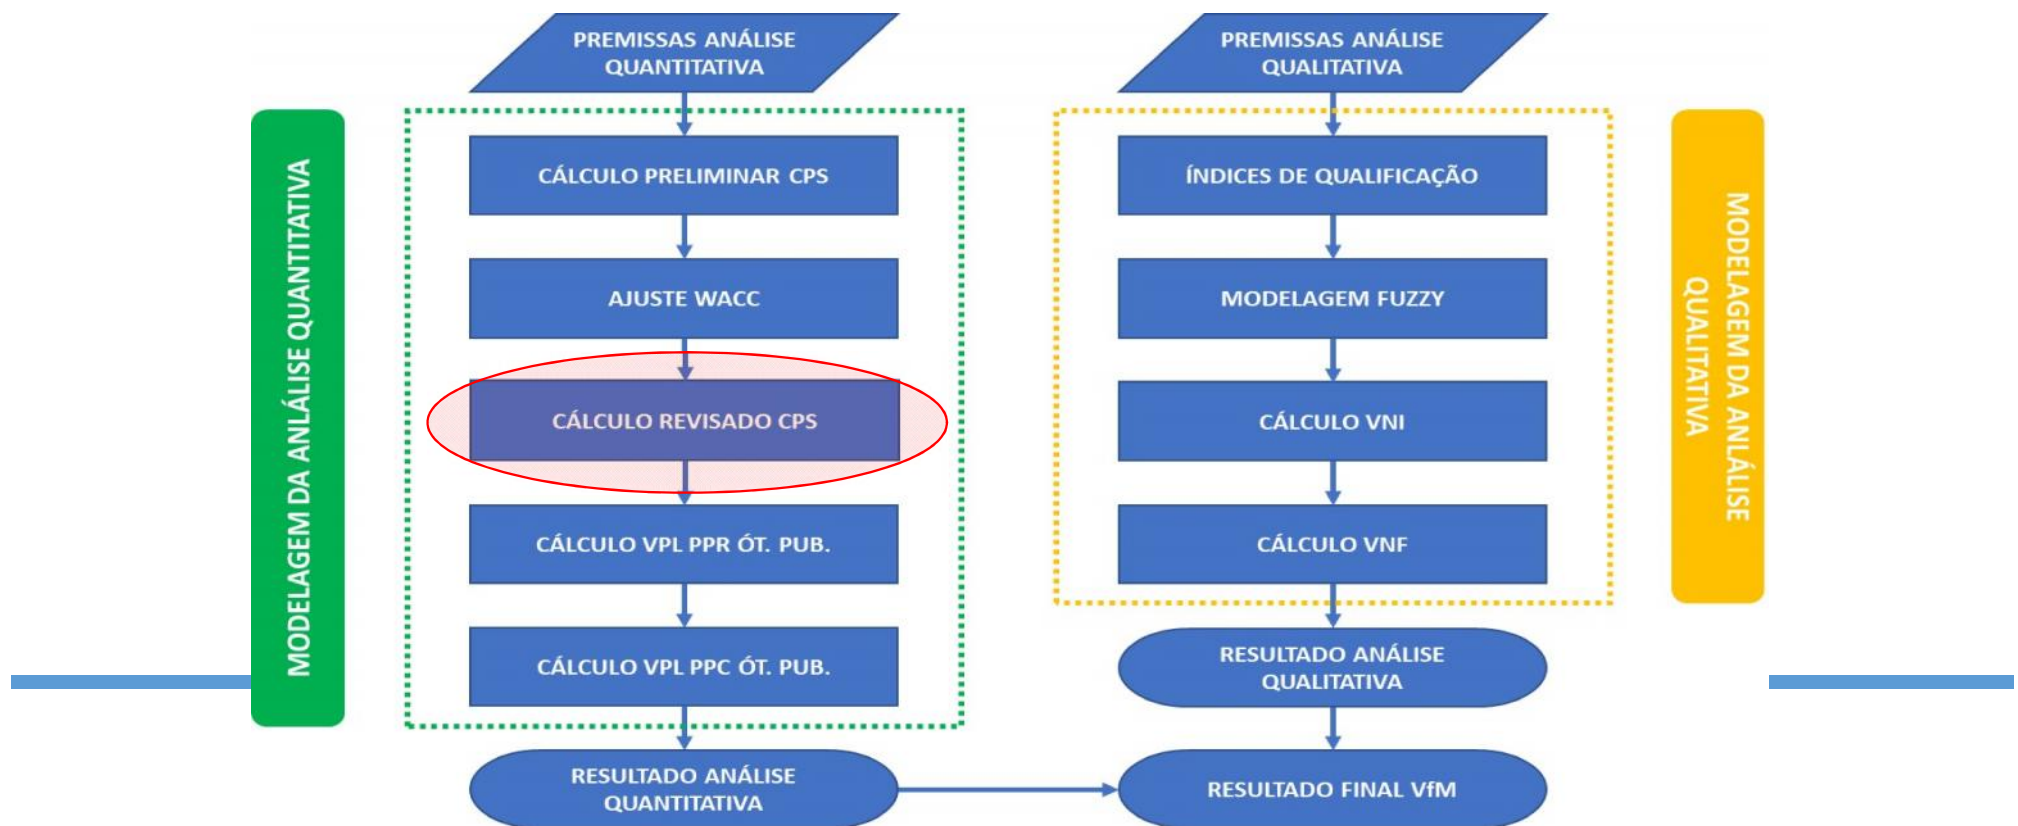 PREMISSAS ANÁLISE
QUANTITATIVA
MODELAGEM DA ANLÁLISE QUANTITATIVA
CÁLCULO PRELIMINAR CPS
AJUSTE WACC
CÁLCULO REVISADO CPS
CÁLCULO VPL PPR ÓT. PUB.
CÁLCULO VPL PPC ÓT. PUB.
RESULTADO ANÁLISE
QUANTITATIVA
PREMISSAS ANÁLISE
QUALITATIVA
ÍNDICES DE QUALIFICAÇÃO
MODELAGEM FUZZY
CÁLCULO VNI
CÁLCULO VNF
RESULTADO ANÁLISE
QUALITATIVA
RESULTADO FINAL VfM
MODELAGEM DA ANLÁLISE
QUALITATIVA